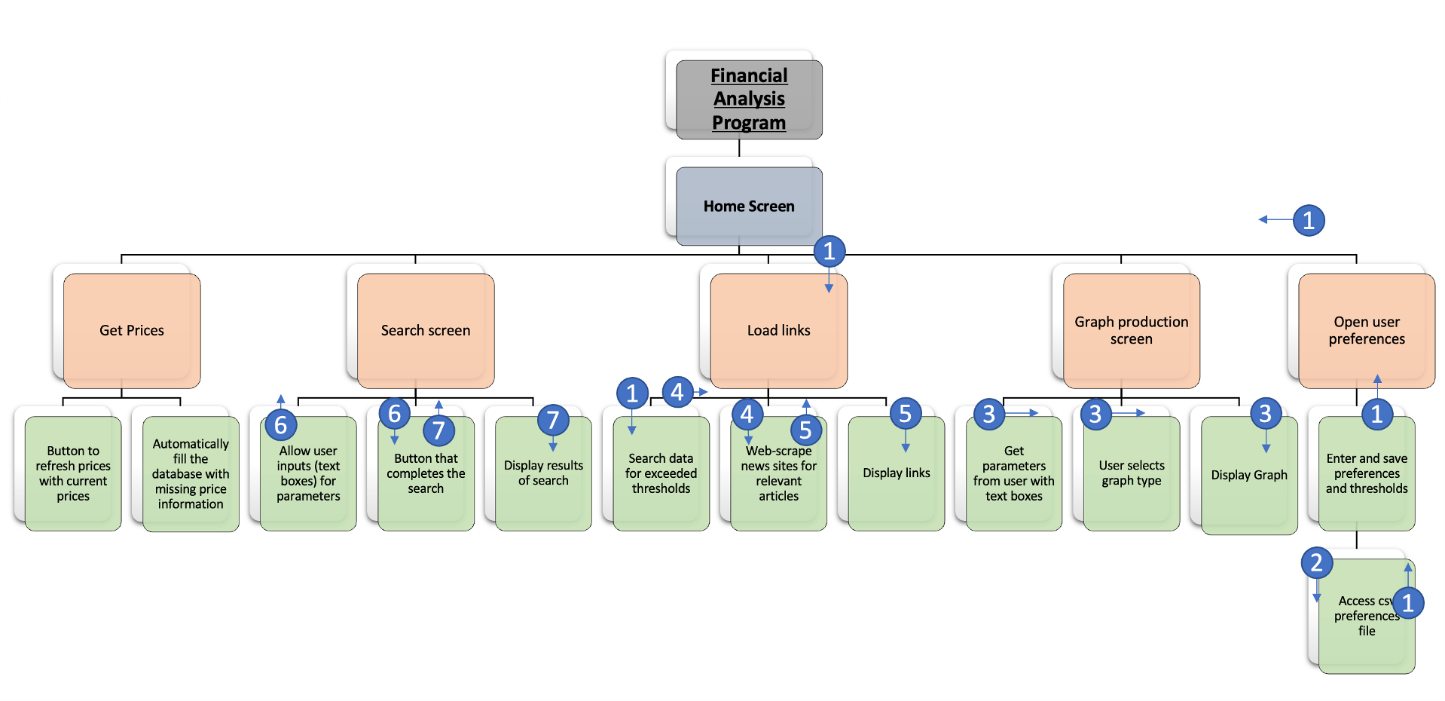 Financial
Analysis
Program
Home Screen
1
1
Get Prices
Search screen
Load links
Graph production
screen
Open user
preferences
6
6
7
7
1
4
4
5
5
3
3
3
1
Button to
refresh prices
with current
prices
Automatically
fill the
database with
missing price
information
Allow user
inputs (text
boxes) for
parameters
Button that
completes the
search
Display results
of search
Search data
for exceeded
thresholds
Web-scrape
news sites for
relevant
articles
Display links
Get
parameters
from user with
text boxes
User selects
graph type
Display Graph
Enter and save
preferences
and thresholds
2
1
Access csv
preferences
file